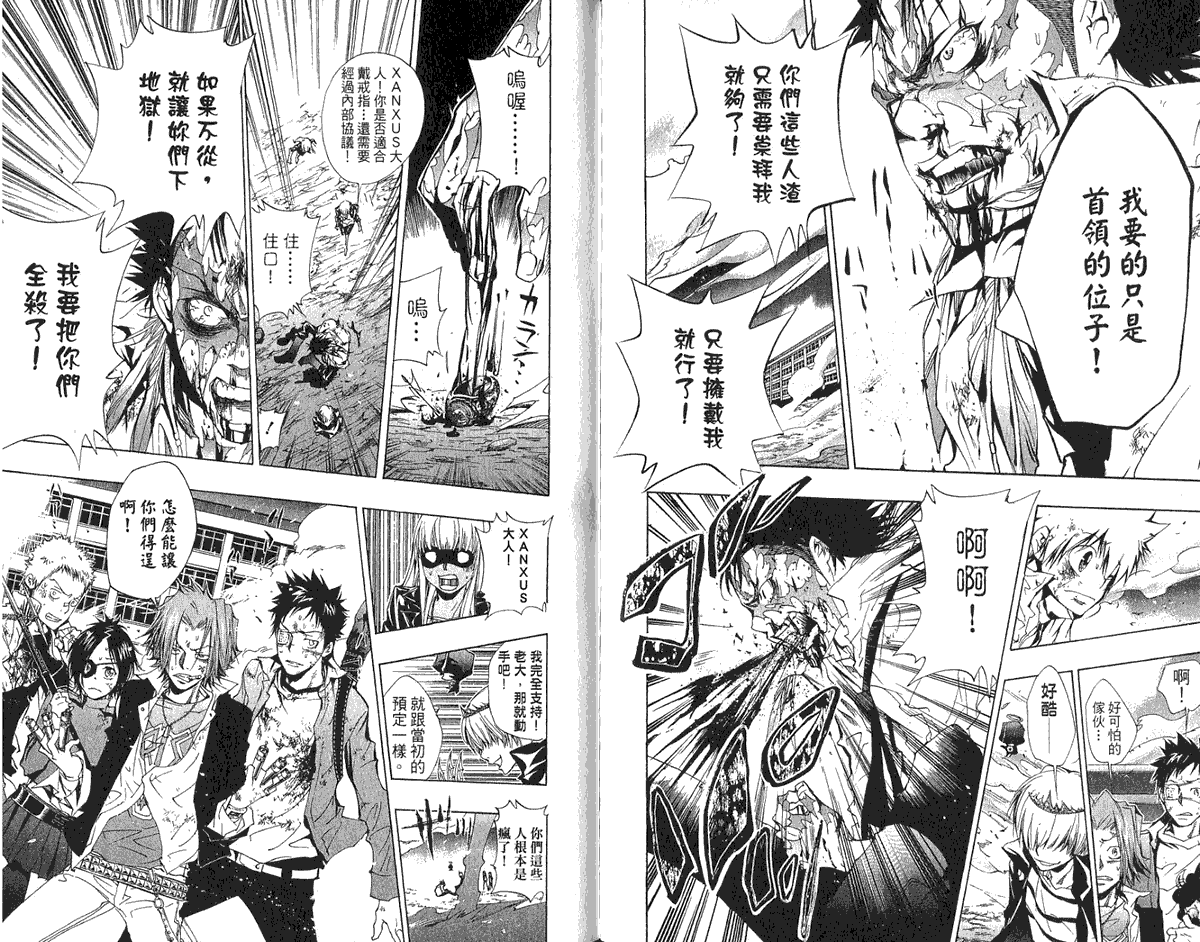 我要的只是
首領的位子！
你們這些人渣
只需要崇拜我
就夠了！
只要擁戴我
就行了！
啊
啊
！
啊！
好可怕的
傢伙…
好酷
嗚喔
……！
カラン…
嗚…
XANXUS大
人！你是否適合
戴戒指…還需要
經過內部協議！
住……
住口！
！
如果不從，
就讓妳們下
地獄！
我要把你們
全殺了！
XANXUS
大人！
我完全支持！
老大，那就動
手吧！
就跟當初的
預定一樣。
你們這些
人根本是
瘋了！
怎麼能讓
你們得逞
啊！